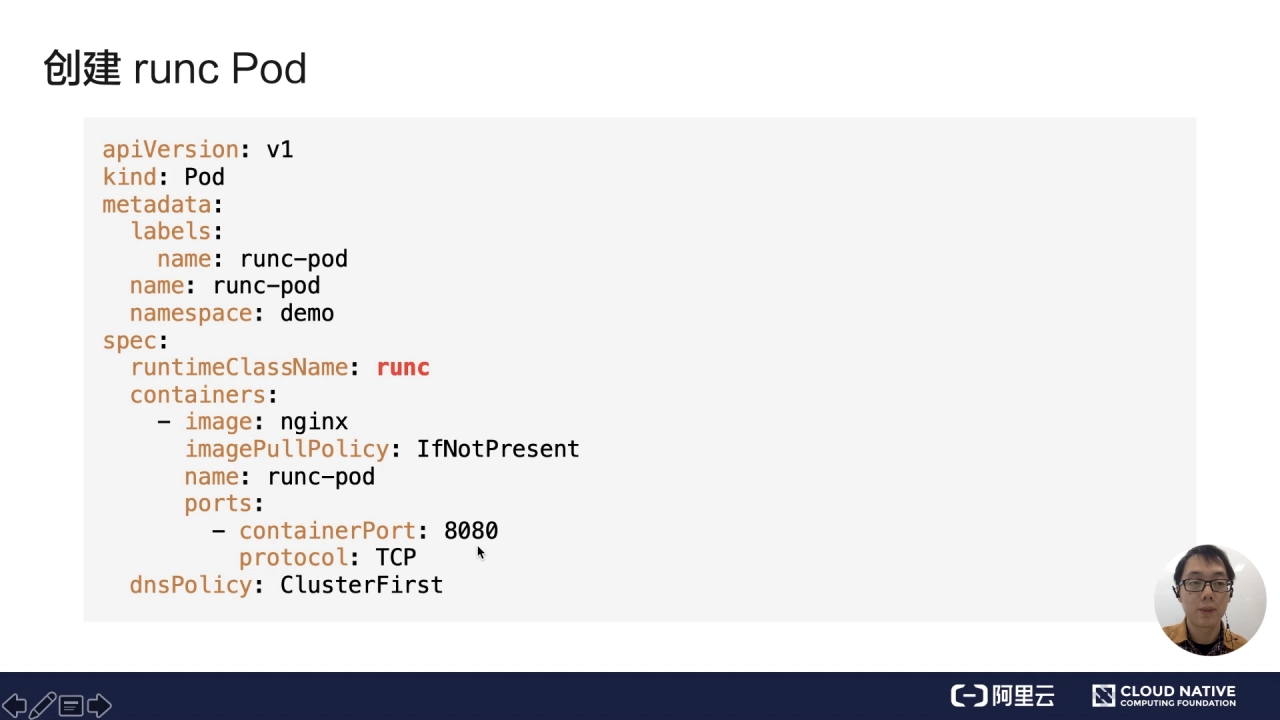 创建 runc Pod
apiVersion: v1
kind: Pod
metadata:
  labels:
    name: runc-pod
  name: runc-pod
  namespace: demo
spec:
  runtimeClassName: runc
  containers:
    - image: nginx
      imagePullPolicy: IfNotPresent
      name: runc-pod
      ports:
        - containerPort: 8080
          protocol: TCP
  dnsPolicy: ClusterFirst
阿里云
CLOUD NATIVE
COMPUTING FOUNDATION